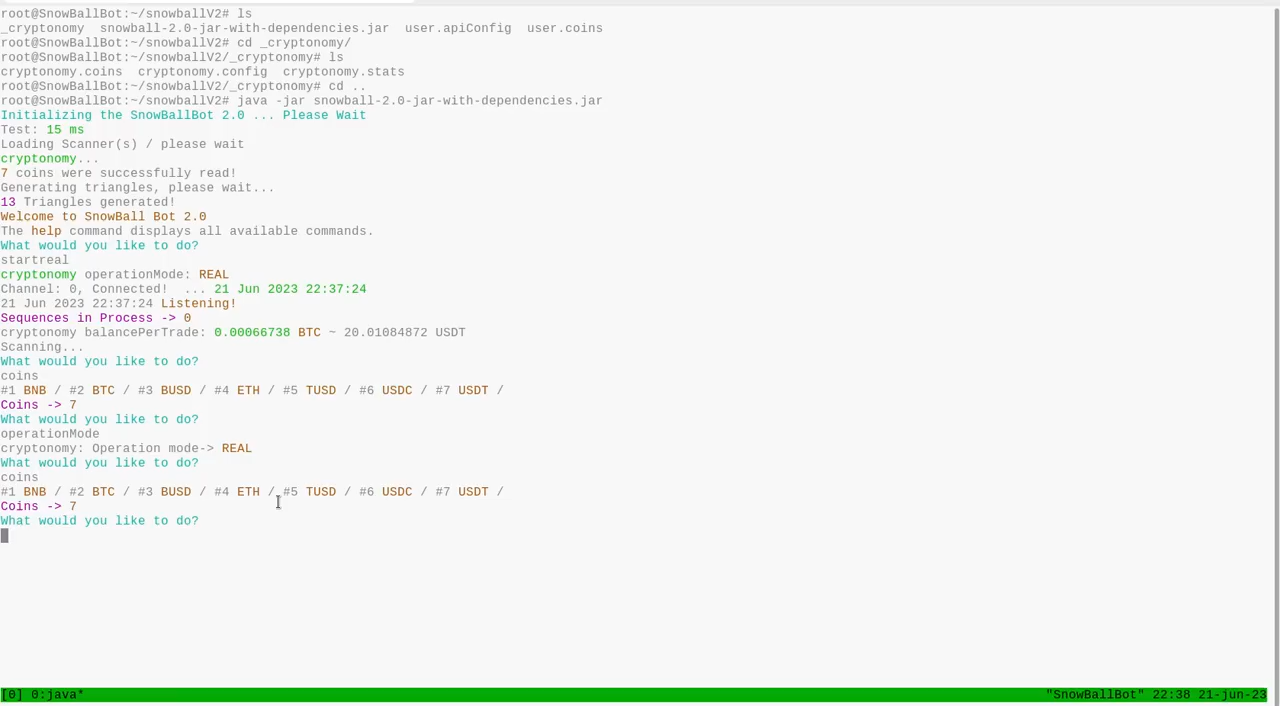 root@SnowBallBot:~/snowballV2# ls
_cryptonomy  snowball-2.0-jar-with-dependencies.jar  user.apiConfig  user.coins
root@SnowBallBot:~/snowballV2# cd _cryptonomy/
root@SnowBallBot:~/snowballV2/_cryptonomy# ls
cryptonomy.coins  cryptonomy.config  cryptonomy.stats
root@SnowBallBot:~/snowballV2/_cryptonomy# cd ..
root@SnowBallBot:~/snowballV2# java -jar snowball-2.0-jar-with-dependencies.jar
Initializing the SnowBallBot 2.0 ... Please Wait
Test: 15 ms
Loading Scanner(s) / please wait
cryptonomy...
7 coins were successfully read!
Generating triangles, please wait...
13 Triangles generated!
Welcome to SnowBall Bot 2.0
The help command displays all available commands.
What would you like to do?
startreal
cryptonomy operationMode: REAL
Channel: 0, Connected!  ... 21 Jun 2023 22:37:24
21 Jun 2023 22:37:24 Listening!
Sequences in Process -> 0
cryptonomy balancePerTrade: 0.00066738 BTC ~ 20.01084872 USDT
Scanning...
What would you like to do?
coins
#1 BNB / #2 BTC / #3 BUSD / #4 ETH / #5 TUSD / #6 USDC / #7 USDT /
Coins -> 7
What would you like to do?
operationMode
cryptonomy: Operation mode-> REAL
What would you like to do?
coins
#1 BNB / #2 BTC / #3 BUSD / #4 ETH / #5 TUSD / #6 USDC / #7 USDT /
Coins -> 7
What would you like to do?
[0] 0:java* "SnowBallBot" 22:38 21-jun-23